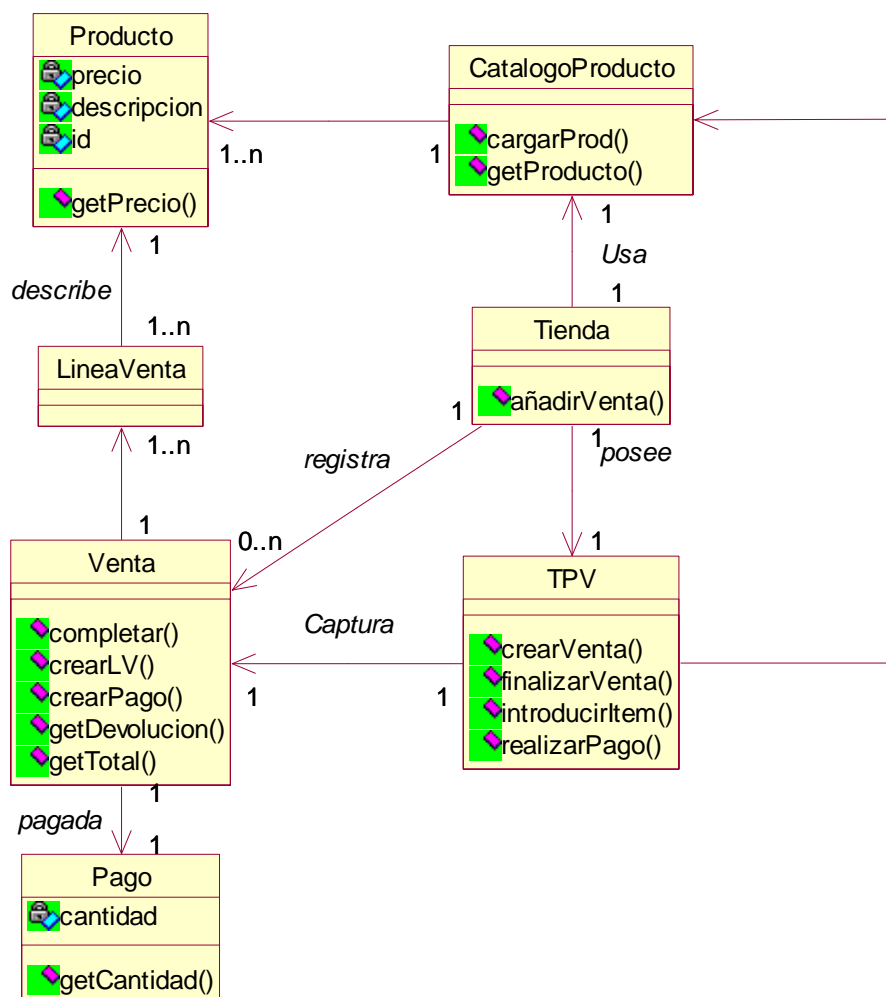 Producto
precio
descripcion
id
getPrecio()
CatalogoProducto
cargarProd()
getProducto()
1..n
1
1
describe
1..n
LineaVenta
1..n
1
1
Usa
1
Tienda
añadirVenta()
1
1
posee
registra
0..n
1
Venta
completar()
crearLV()
crearPago()
getDevolucion()
getTotal()
Captura
1
1
TPV
crearVenta()
finalizarVenta()
introducirItem()
realizarPago()
1
pagada
1
Pago
cantidad
getCantidad()